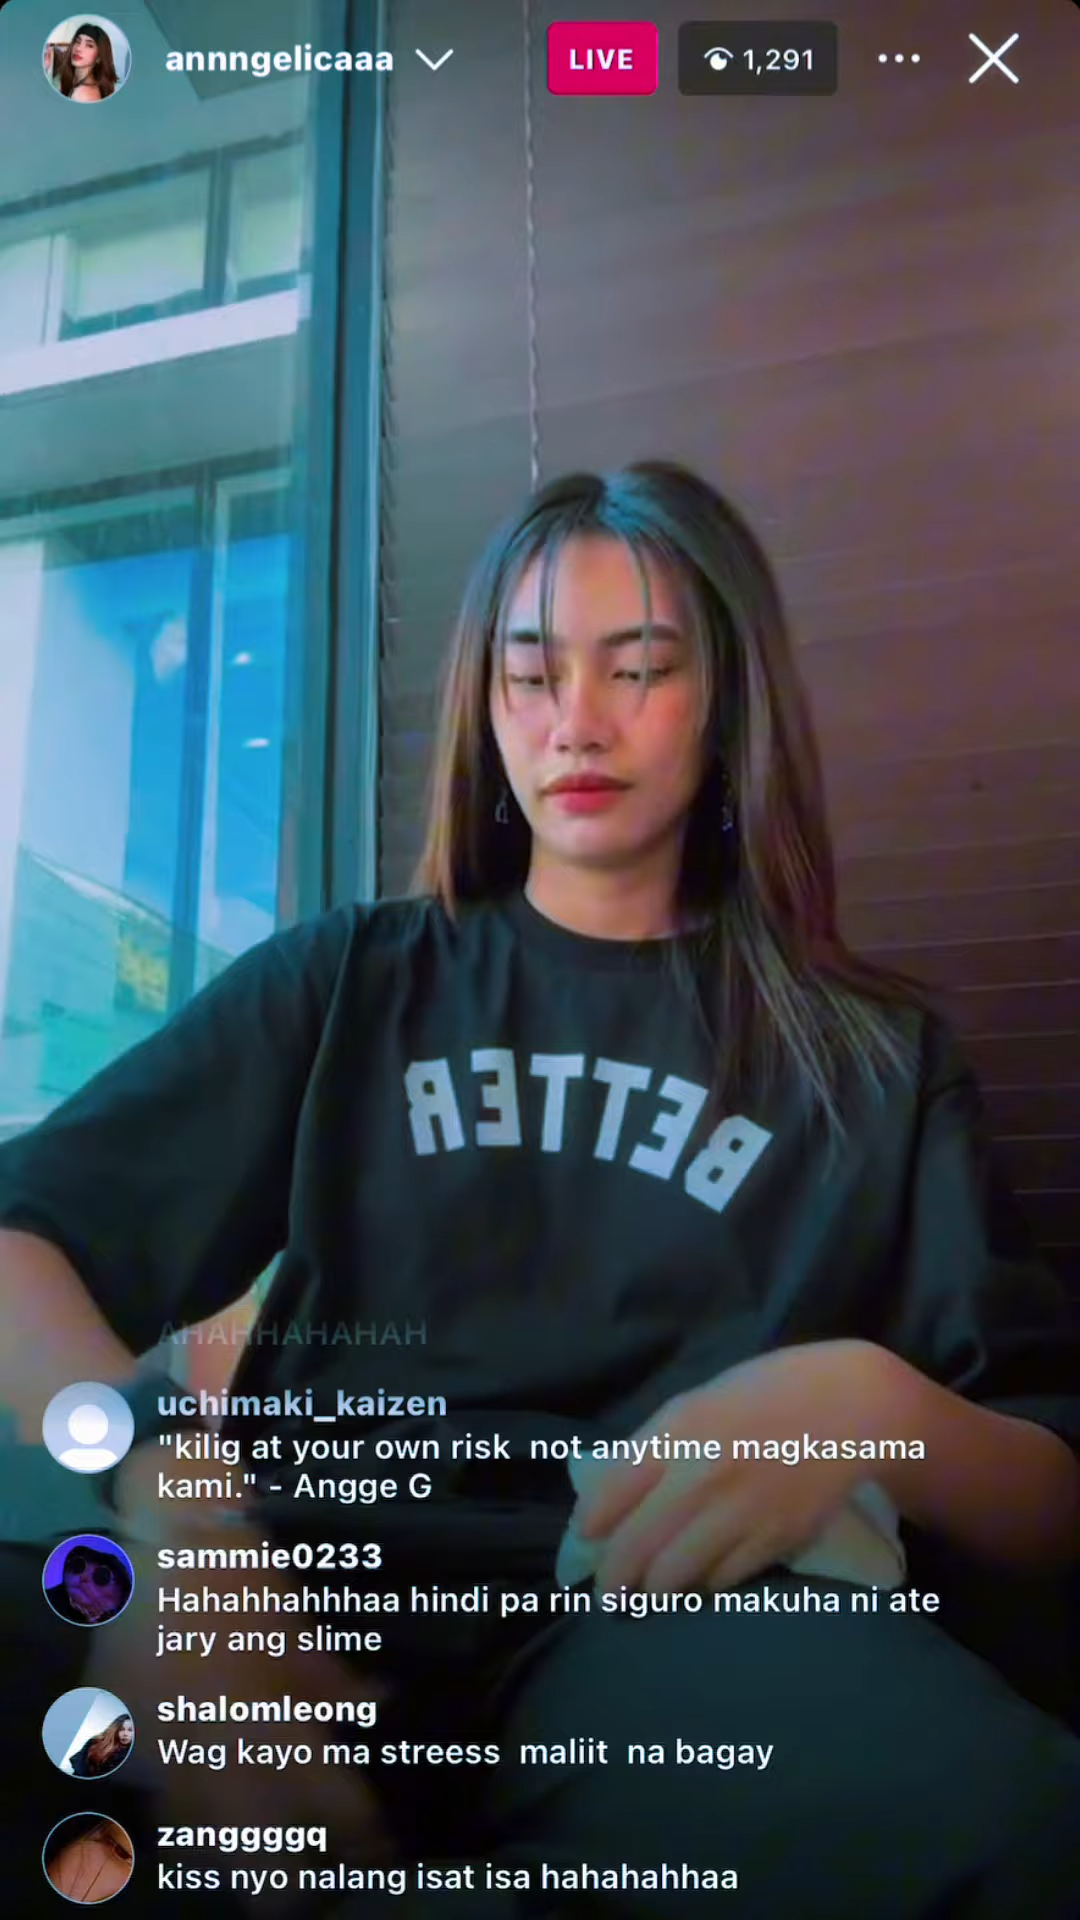 annngelicaaa
LIVE
1,291
BETTER
AHAHHAHAHAH
uchimaki_kaizen
"kilig at your own risk  not anytime magkasama
kami." - Angge G
sammie0233
Hahahhahhhaa hindi pa rin siguro makuha ni ate
jary ang slime
shalomleong
Wag kayo ma streess  maliit  na bagay
zanggggq
kiss nyo nalang isat isa hahahahhaa